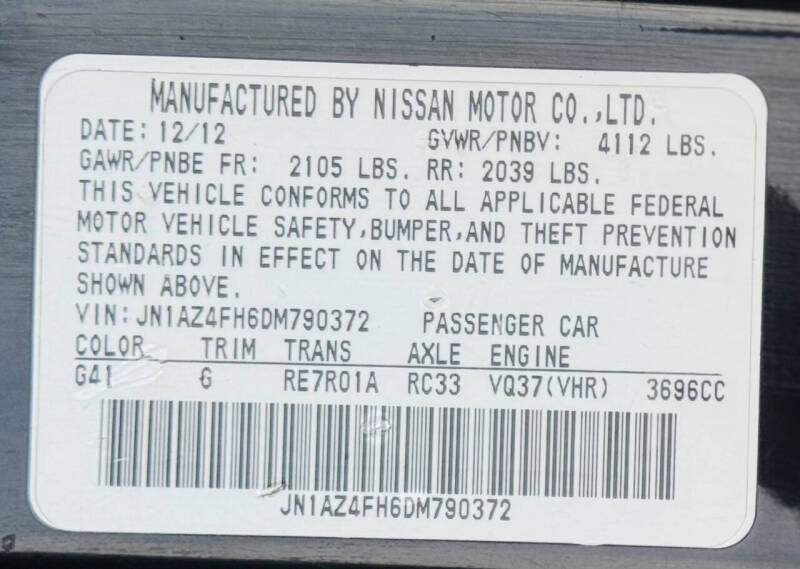 MANUFACTURED BY NISSAN MOTOR CO.,LTD.
DATE: 12/12 GVWR/PNBV: 4112 LBS.
GAWR/PNBE FR: 2105 LBS. RR: 2039 LBS.
THIS VEHICLE CONFORMS TO ALL APPLICABLE FEDERAL
MOTOR VEHICLE SAFETY,BUMPER,AND THEFT PREVENTION
STANDARDS IN EFFECT ON THE DATE OF MANUFACTURE
SHOWN ABOVE.
VIN: JN1AZ4FH6DM790372 PASSENGER CAR
COLOR TRIM TRANS AXLE ENGINE
G41 G RE7R01A RC33 VQ37(VHR) 3696CC
JN1AZ4FH6DM790372